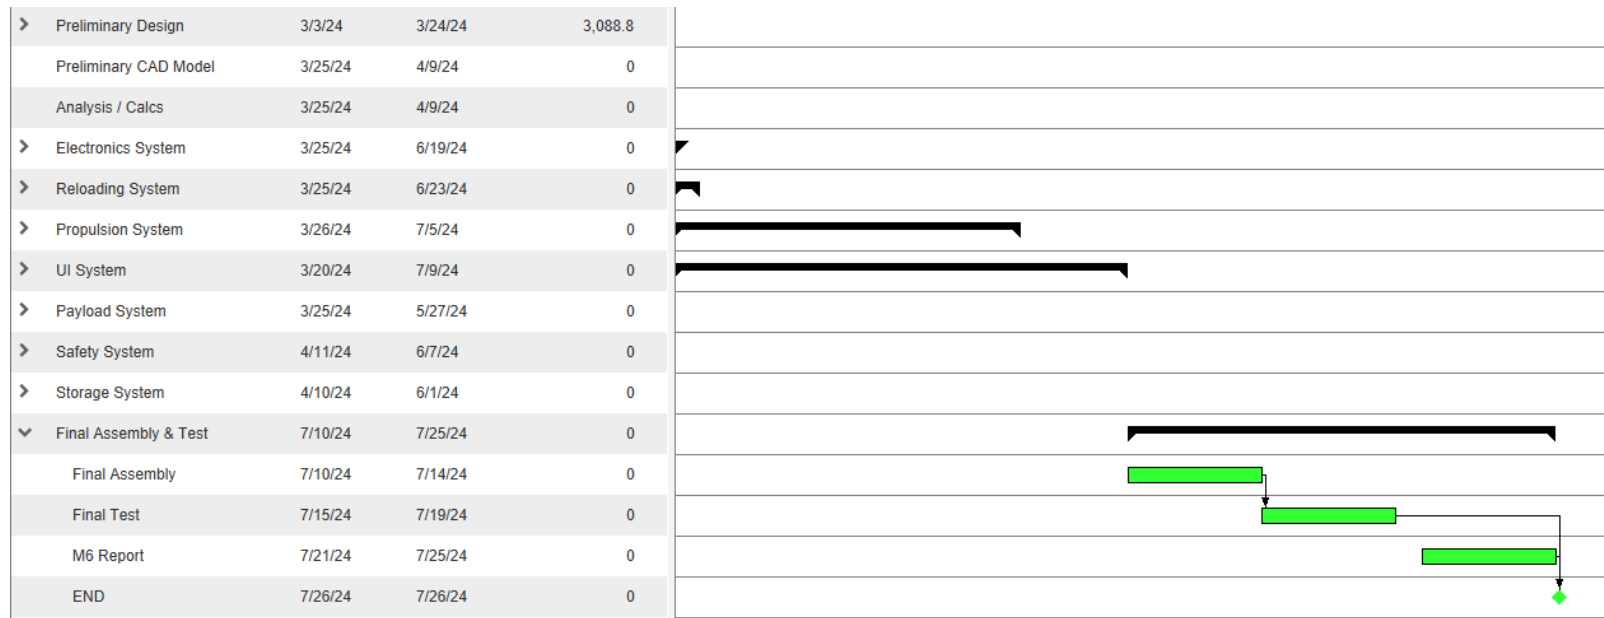 Preliminary Design 3/3/24 3/24/24 3,088.8
Preliminary CAD Model 3/25/24 4/9/24 0
Analysis / Calcs 3/25/24 4/9/24 0
Electronics System 3/25/24 6/19/24 0
Reloading System 3/25/24 6/23/24 0
Propulsion System 3/26/24 7/5/24 0
UI System 3/20/24 7/9/24 0
Payload System 3/25/24 5/27/24 0
Safety System 4/11/24 6/7/24 0
Storage System 4/10/24 6/1/24 0
Final Assembly & Test 7/10/24 7/25/24 0
Final Assembly 7/10/24 7/14/24 0
Final Test 7/15/24 7/19/24 0
M6 Report 7/21/24 7/25/24 0
END 7/26/24 7/26/24 0